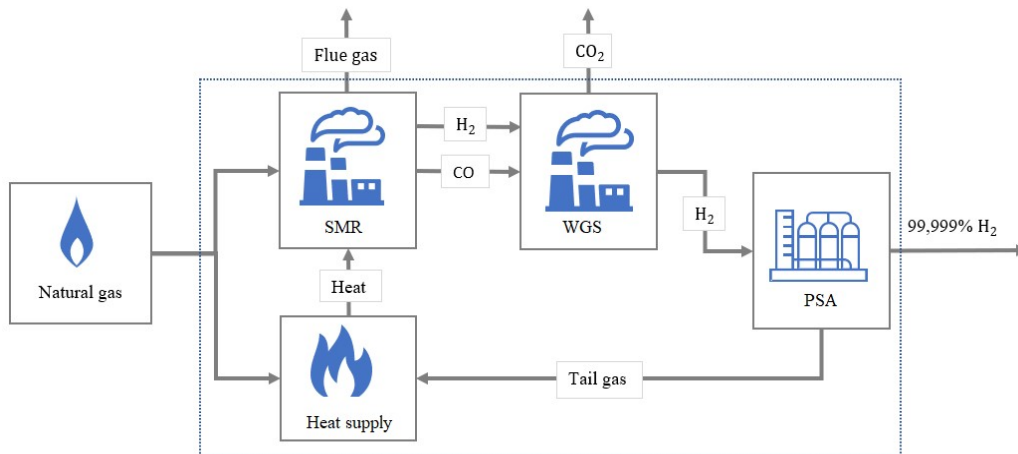 Flue gas
CO₂
H₂
CO
SMR
WGS
H₂
99,999% H₂
Natural gas
Heat
PSA
Tail gas
Heat supply